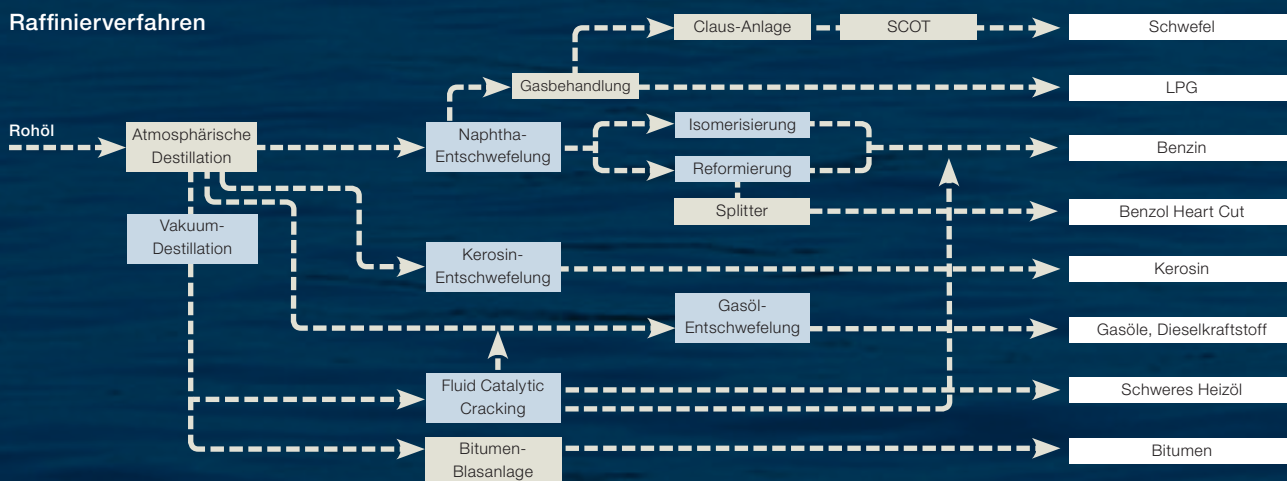 Raffinierverfahren
Claus-Anlage
SCOT
Schwefel
Gasbehandlung
LPG
Rohöl
Atmosphärische
Destillation
Naphtha-
Entschwefelung
Isomerisierung
Reformierung
Benzin
Splitter
Benzol Heart Cut
Vakuum-
Destillation
Kerosin-
Entschwefelung
Kerosin
Gasöl-
Entschwefelung
Gasöle, Dieselkraftstoff
Fluid Catalytic
Cracking
Schweres Heizöl
Bitumen-
Blasanlage
Bitumen